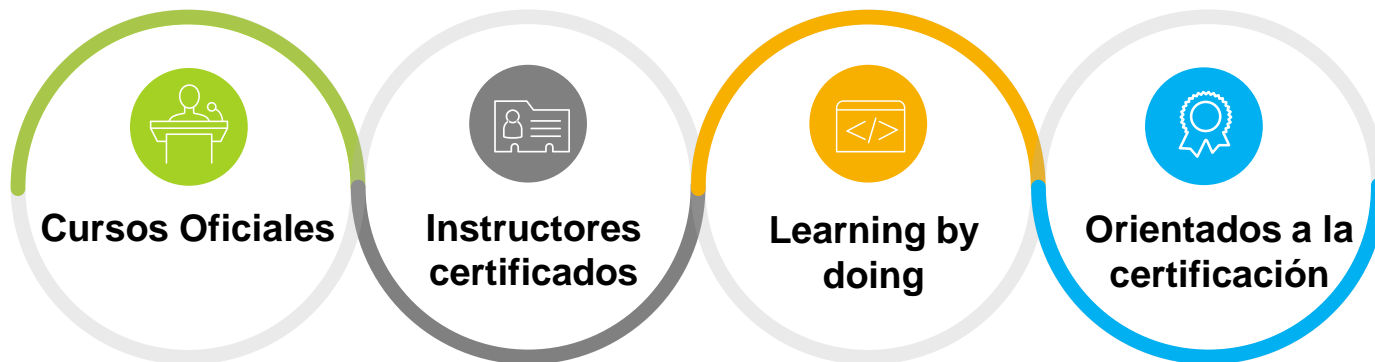 Cursos Oficiales
Instructores
certificados
</>
Learning by
doing
Orientados a la
certificación